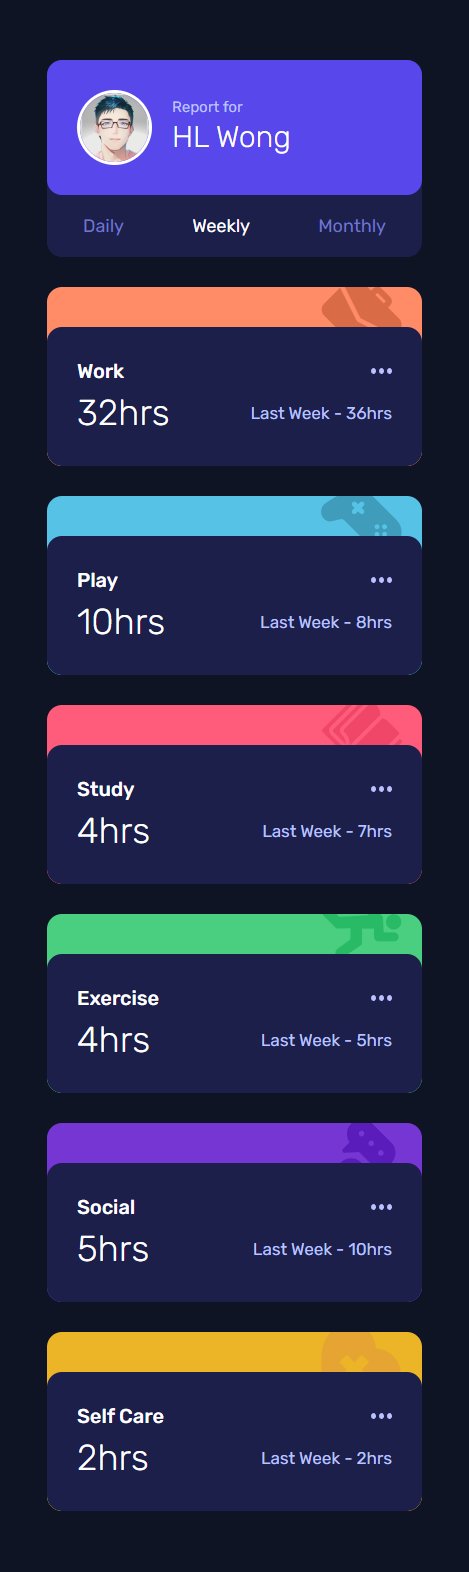 Report for
HL Wong
Daily Weekly Monthly
Work
32hrs Last Week - 36hrs
Play
10hrs Last Week - 8hrs
Study
4hrs Last Week - 7hrs
Exercise
4hrs Last Week - 5hrs
Social
5hrs Last Week - 10hrs
Self Care
2hrs Last Week - 2hrs